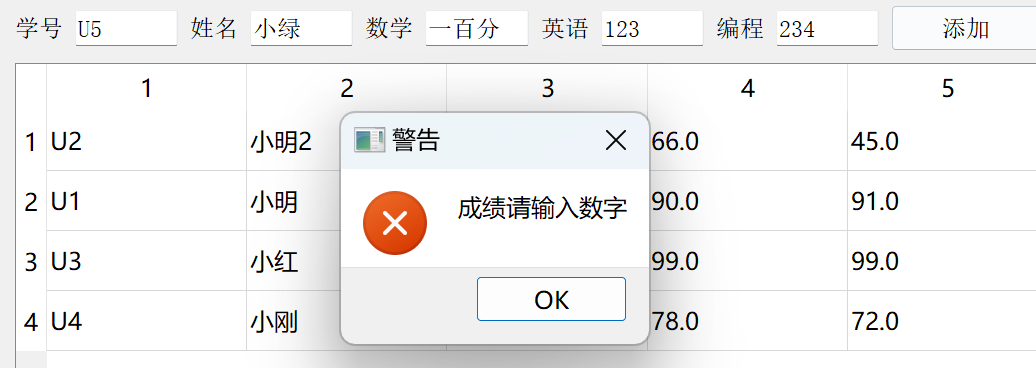 学号 U5 姓名 小绿 数学 一百分 英语 123 编程 234 添加
1 2 3 4 5
警告
1 U2 小明2 66.0 45.0
成绩请输入数字
2 U1 小明 90.0 91.0
3 U3 小红 99.0 99.0
OK
4 U4 小刚 78.0 72.0